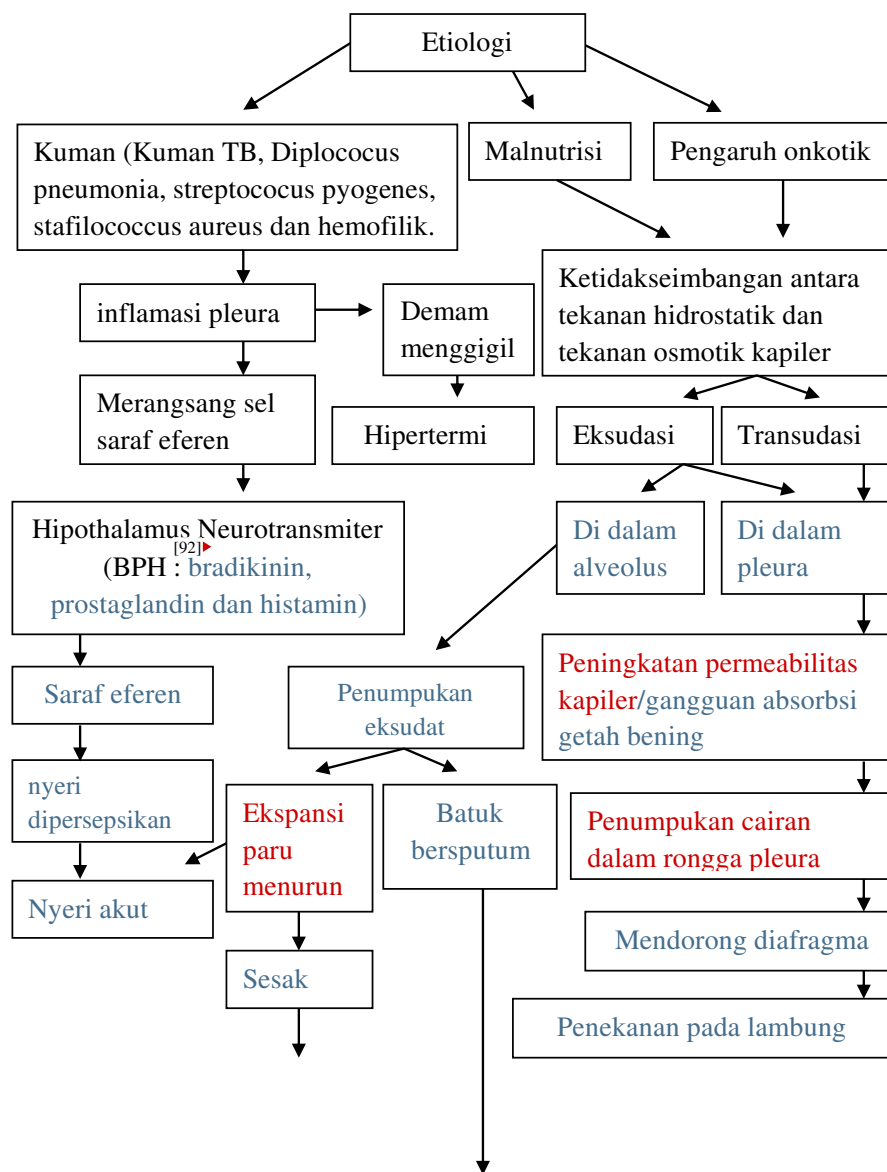 Etiologi
Kuman (Kuman TB, Diplococus
pneumonia, streptococus pyogenes,
stafilococcus aureus dan hemofilik.
Malnutrisi
Pengaruh onkotik
inflamasi pleura
Demam
menggigil
Ketidakseimbangan antara
tekanan hidrostatik dan
tekanan osmotik kapiler
Merangsang sel
saraf eferen
Hipertermi
Eksudasi
Transudasi
Hipothalamus Neurotransmiter
[92]
(BPH : bradikinin,
prostaglandin dan histamin)
Di dalam
alveolus
Di dalam
pleura
Saraf eferen
Penumpukan
eksudat
Peningkatan permeabilitas
kapiler/gangguan absorbsi
getah bening
nyeri
dipersepsikan
Ekspansi
paru
menurun
Batuk
bersputum
Penumpukan cairan
dalam rongga pleura
Nyeri akut
Mendorong diafragma
Sesak
Penekanan pada lambung